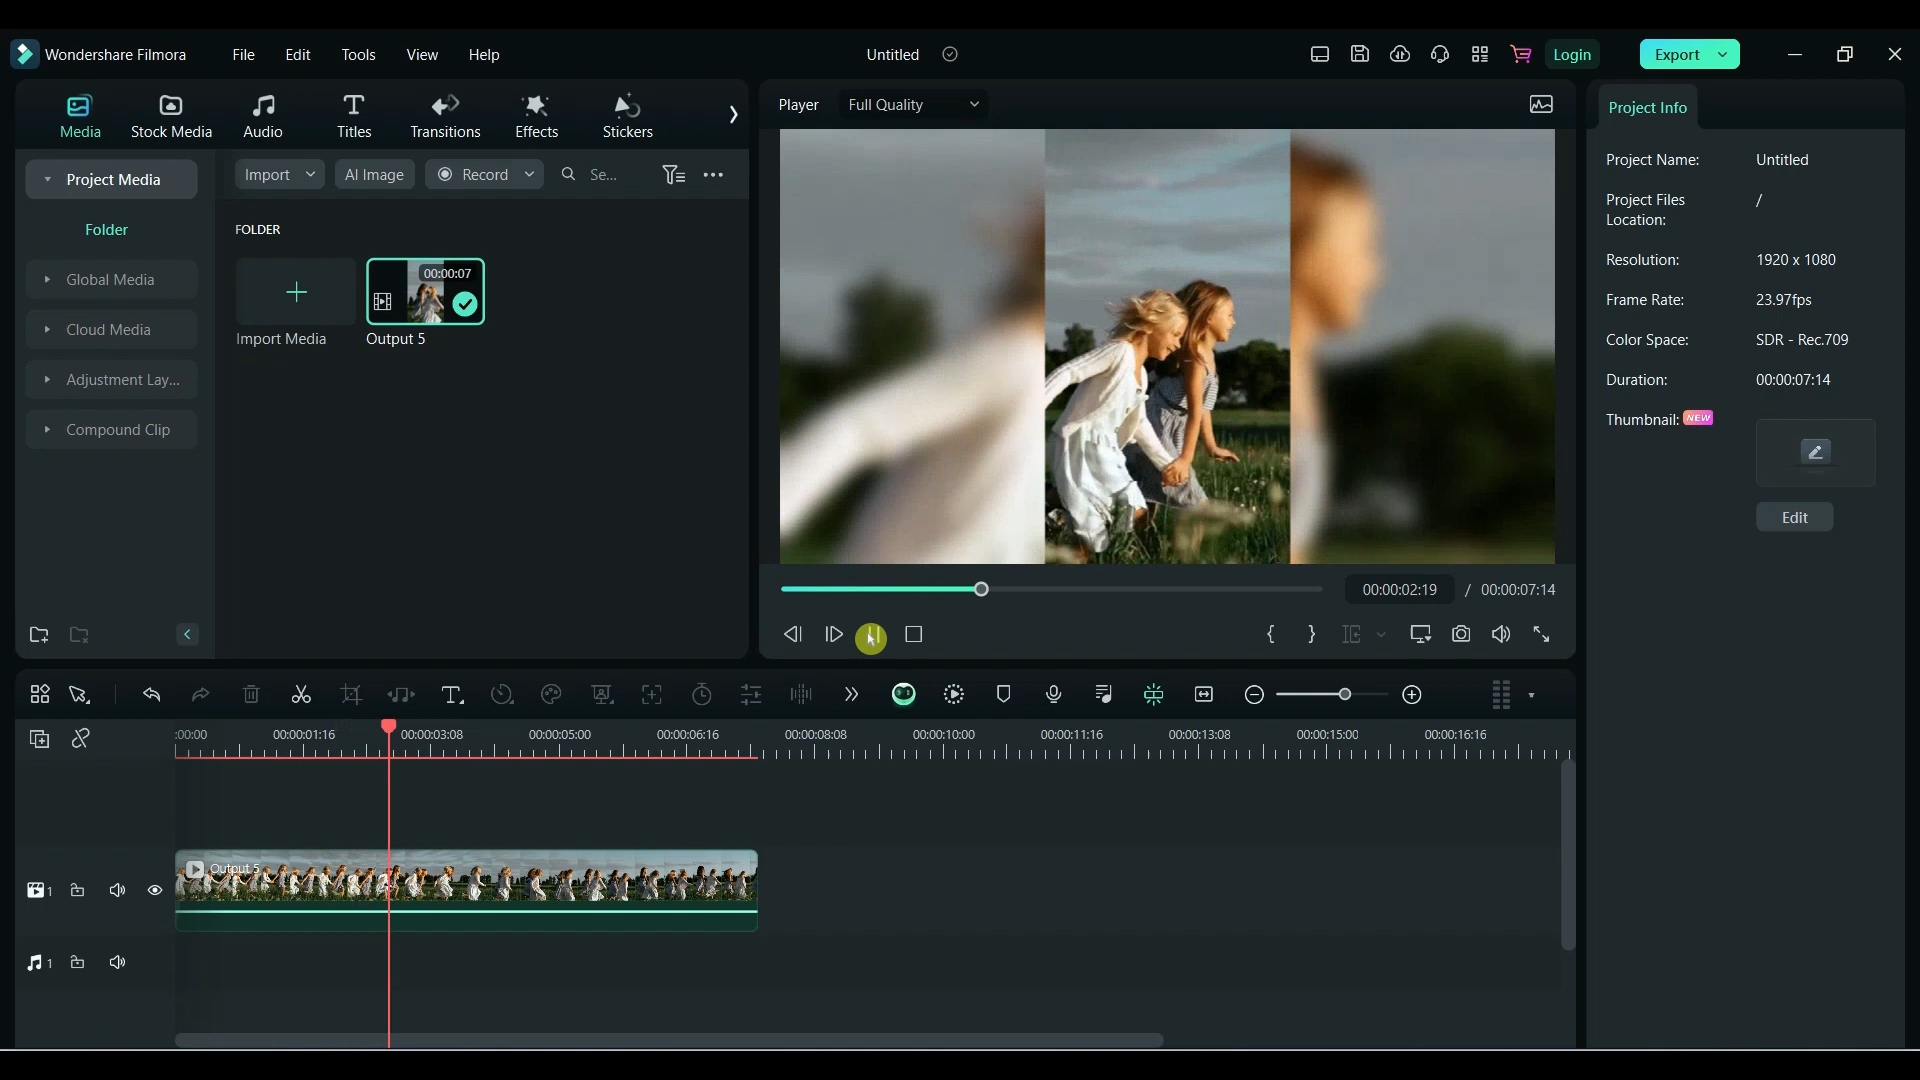 Wondershare Filmora
File
Edit
Tools
View
Help
Untitled
Login
Export
Media
Stock Media
Audio
Titles
Transitions
Effects
Stickers
Player
Full Quality
Project Info
Project Media
Folder
Global Media
Cloud Media
Adjustment Lay...
Compound Clip
Import
AI Image
Record
Se...
FOLDER
Import Media
00:00:07
Output 5
Project Name: Untitled
Project Files
Location: /
Resolution: 1920 x 1080
Frame Rate: 23.97fps
Color Space: SDR - Rec.709
Duration: 00:00:07:14
Thumbnail: NEW
Edit
00:00:02:19 / 00:00:07:14
:00:00
00:00:01:16
00:00:03:08
00:00:05:00
00:00:06:16
00:00:08:08
00:00:10:00
00:00:11:16
00:00:13:08
00:00:15:00
00:00:16:16
Output 5
1
1